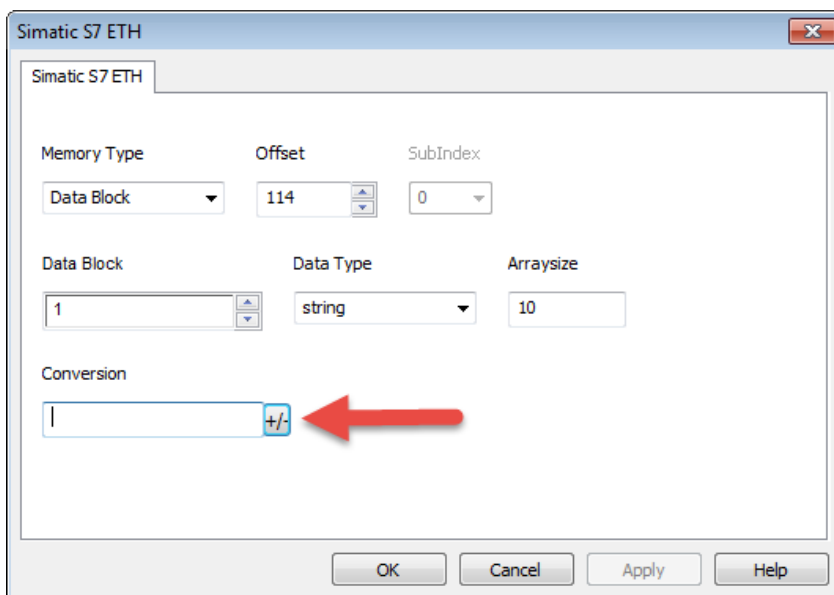 Simatic S7 ETH
Simatic S7 ETH
Memory Type Offset SubIndex
Data Block 114 0
Data Block Data Type Arraysize
1 string 10
Conversion
+/-
OK Cancel Apply Help